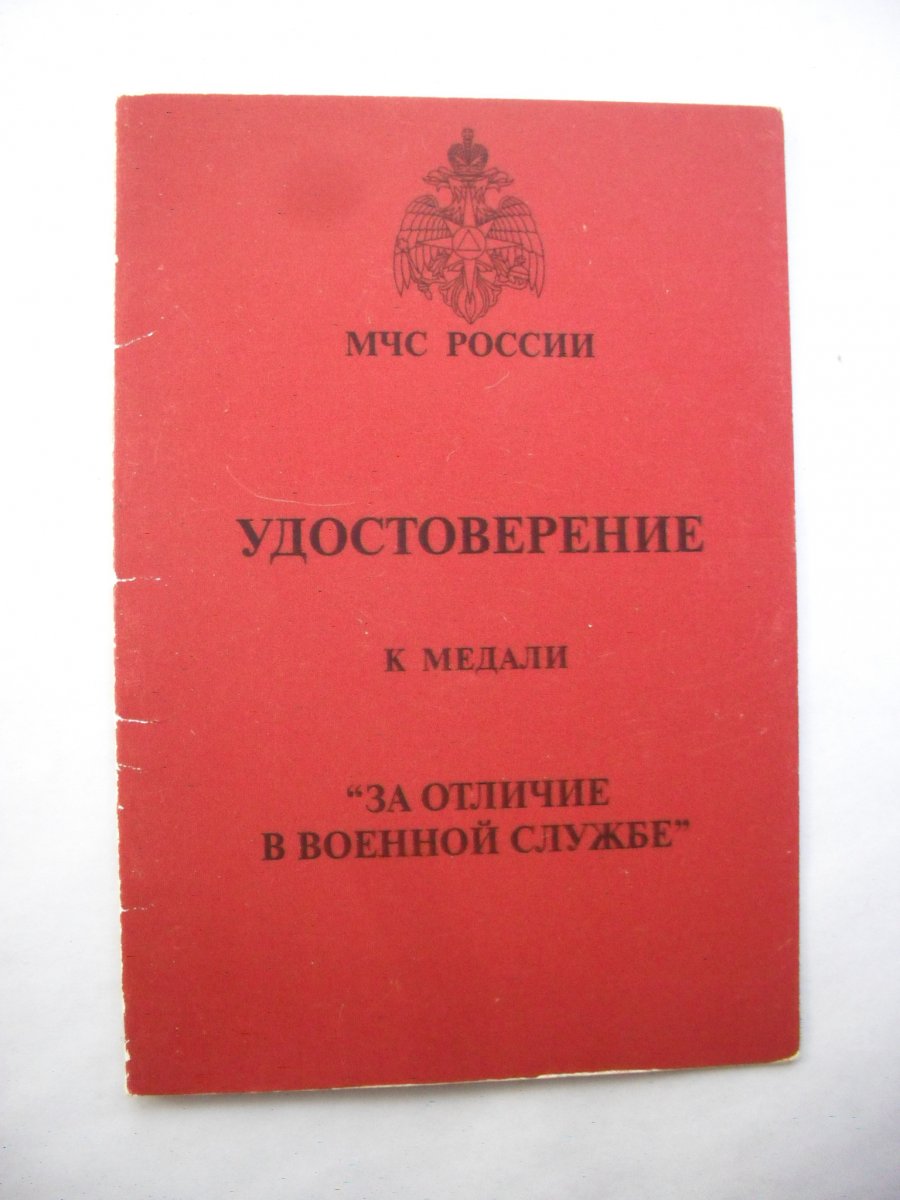 МЧС РОССИИ
УДОСТОВЕРЕНИЕ
К МЕДАЛИ
“ЗА ОТЛИЧИЕ
В ВОЕННОЙ СЛУЖБЕ”